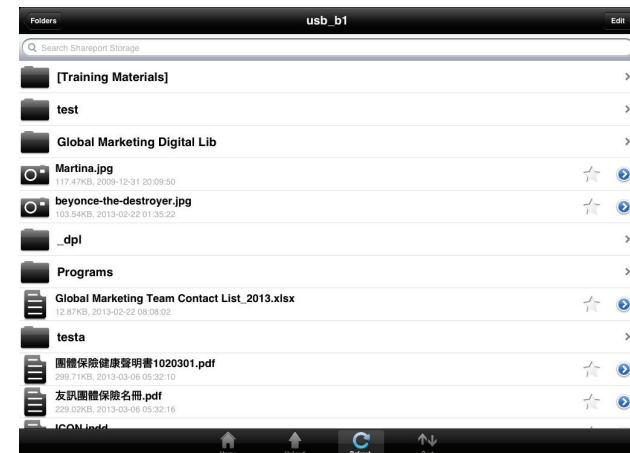 Folders
usb_b1
Edit
Search Shareport Storage
[Training Materials]
test
Global Marketing Digital Lib
Martina.jpg
117.47KB, 2009-12-31 20:09:50
beyonce-the-destroyer.jpg
103.54KB, 2013-02-22 01:35:22
_dpl
Programs
Global Marketing Team Contact List_2013.xlsx
12.87KB, 2013-02-22 08:08:02
testa
團體保險健康聲明書1020301.pdf
299.71KB, 2013-03-06 05:32:10
友訊團體保險名冊.pdf
229.02KB, 2013-03-06 05:32:16
ICON.indd